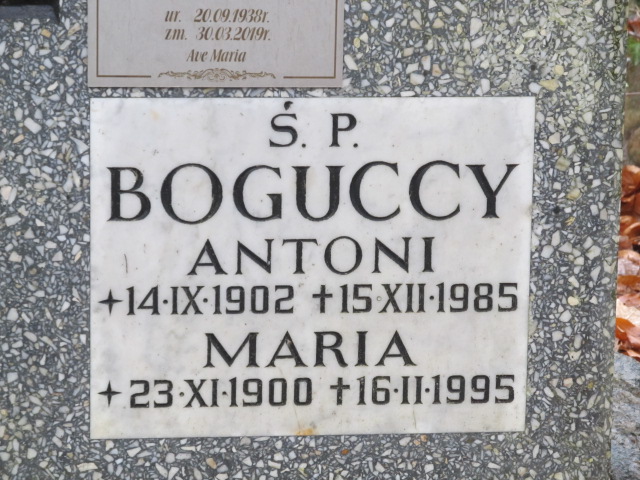 ur. 20.09.1938r.
zm. 30.03.2019r.
Ave Maria
Ś. P.
BOGUCCY
ANTONI
+14·IX·1902 +15·XII·1985
MARIA
+23·XI·1900 +16·II·1995